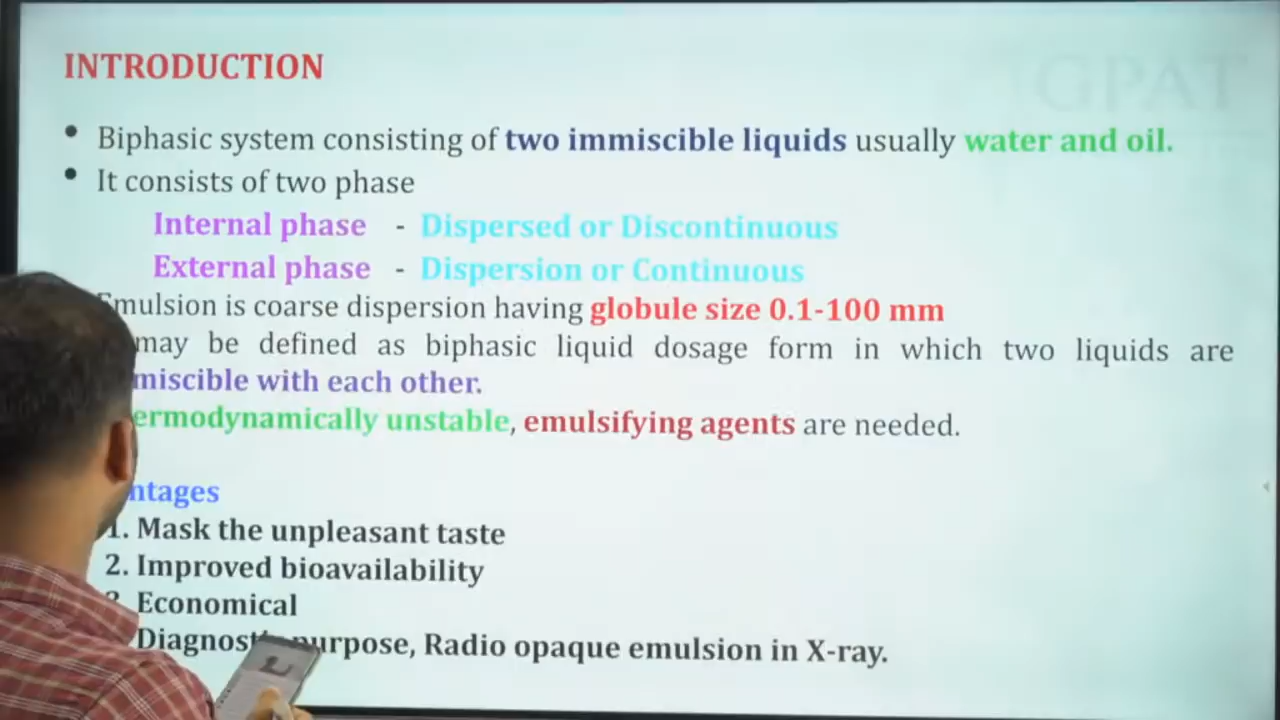 GPAT
INTRODUCTION
• Biphasic system consisting of two immiscible liquids usually water and oil.
• It consists of two phase
Internal phase - Dispersed or Discontinuous
External phase - Dispersion or Continuous
Emulsion is coarse dispersion having globule size 0.1-100 mm
may be defined as biphasic liquid dosage form in which two liquids are
miscible with each other.
ermodynamically unstable, emulsifying agents are needed.
ntages
1. Mask the unpleasant taste
2. Improved bioavailability
3. Economical
purpose, Radio opaque emulsion in X-ray.